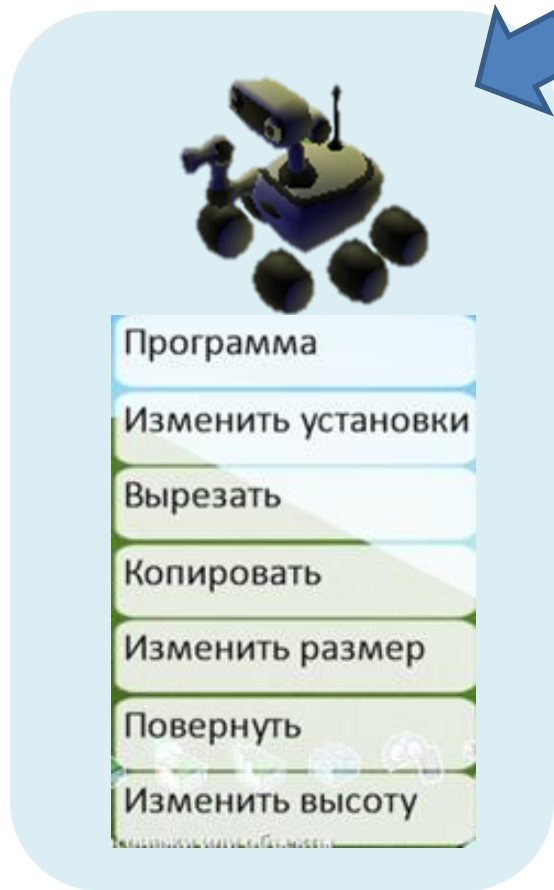 Программа
Изменить установки
Вырезать
Копировать
Изменить размер
Повернуть
Изменить высоту